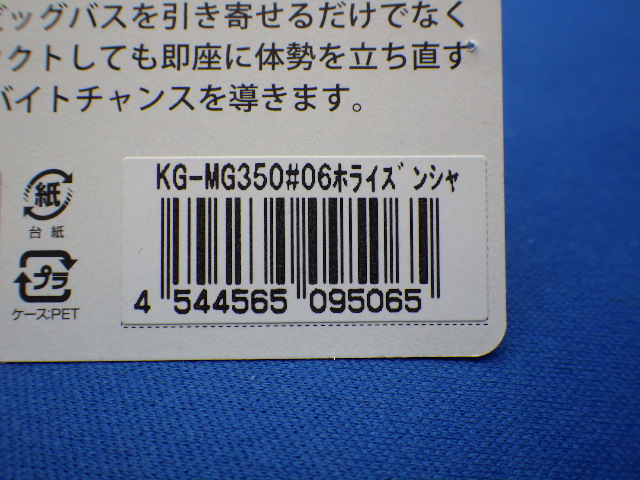 ビッグバスを引き寄せるだけでなく
クトしても即座に体勢を立ち直す
バイトチャンスを導きます。
紙
台紙
プラ
ケース:PET
KG-MG350#06ホライズンシャ
4 544565 095065